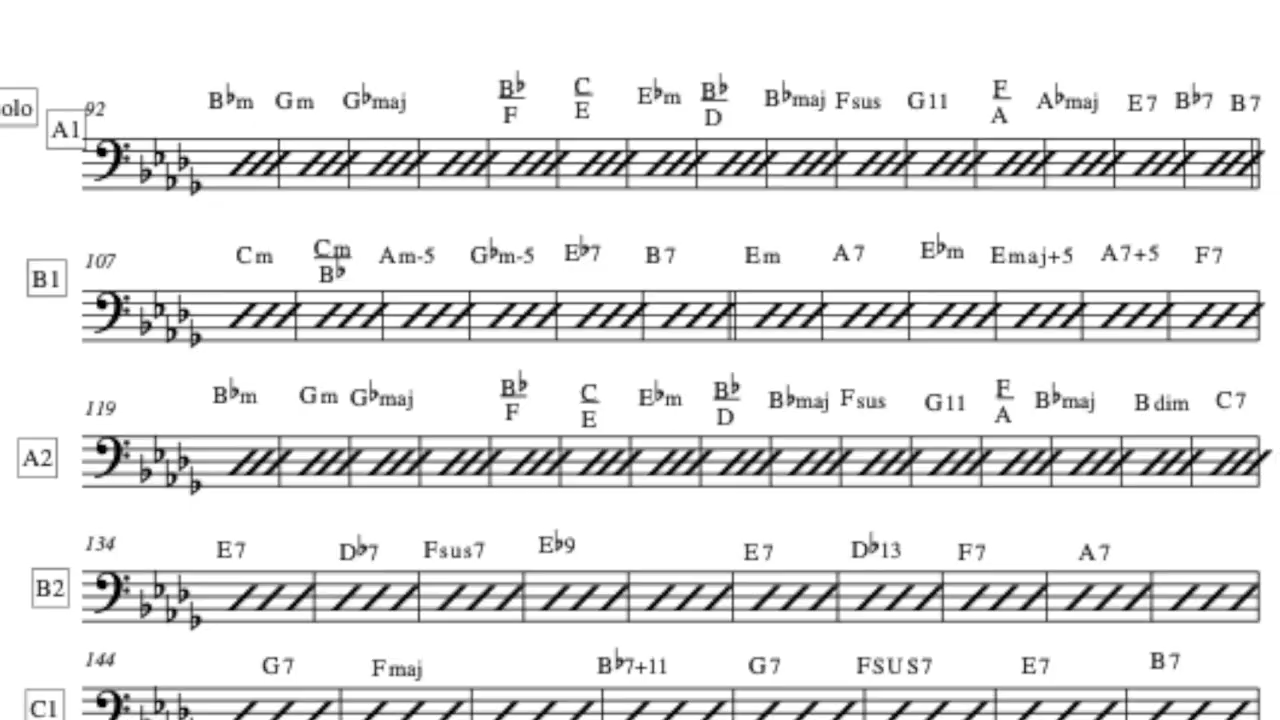 olo A1 92 B♭m Gm G♭maj B♭/F C/E E♭m B♭/D B♭maj Fsus G11 F/A A♭maj E7 B♭7 B7
B1 107 Cm Cm/B♭ Am-5 G♭m-5 E♭7 B7 Em A7 E♭m Emaj+5 A7+5 F7
A2 119 B♭m Gm G♭maj B♭/F C/E E♭m B♭/D B♭maj Fsus G11 F/A B♭maj Bdim C7
B2 134 E7 D♭7 Fsus7 E♭9 E7 D♭13 F7 A7
C1 144 G7 Fmaj B♭7+11 G7 FSUS7 E7 B7